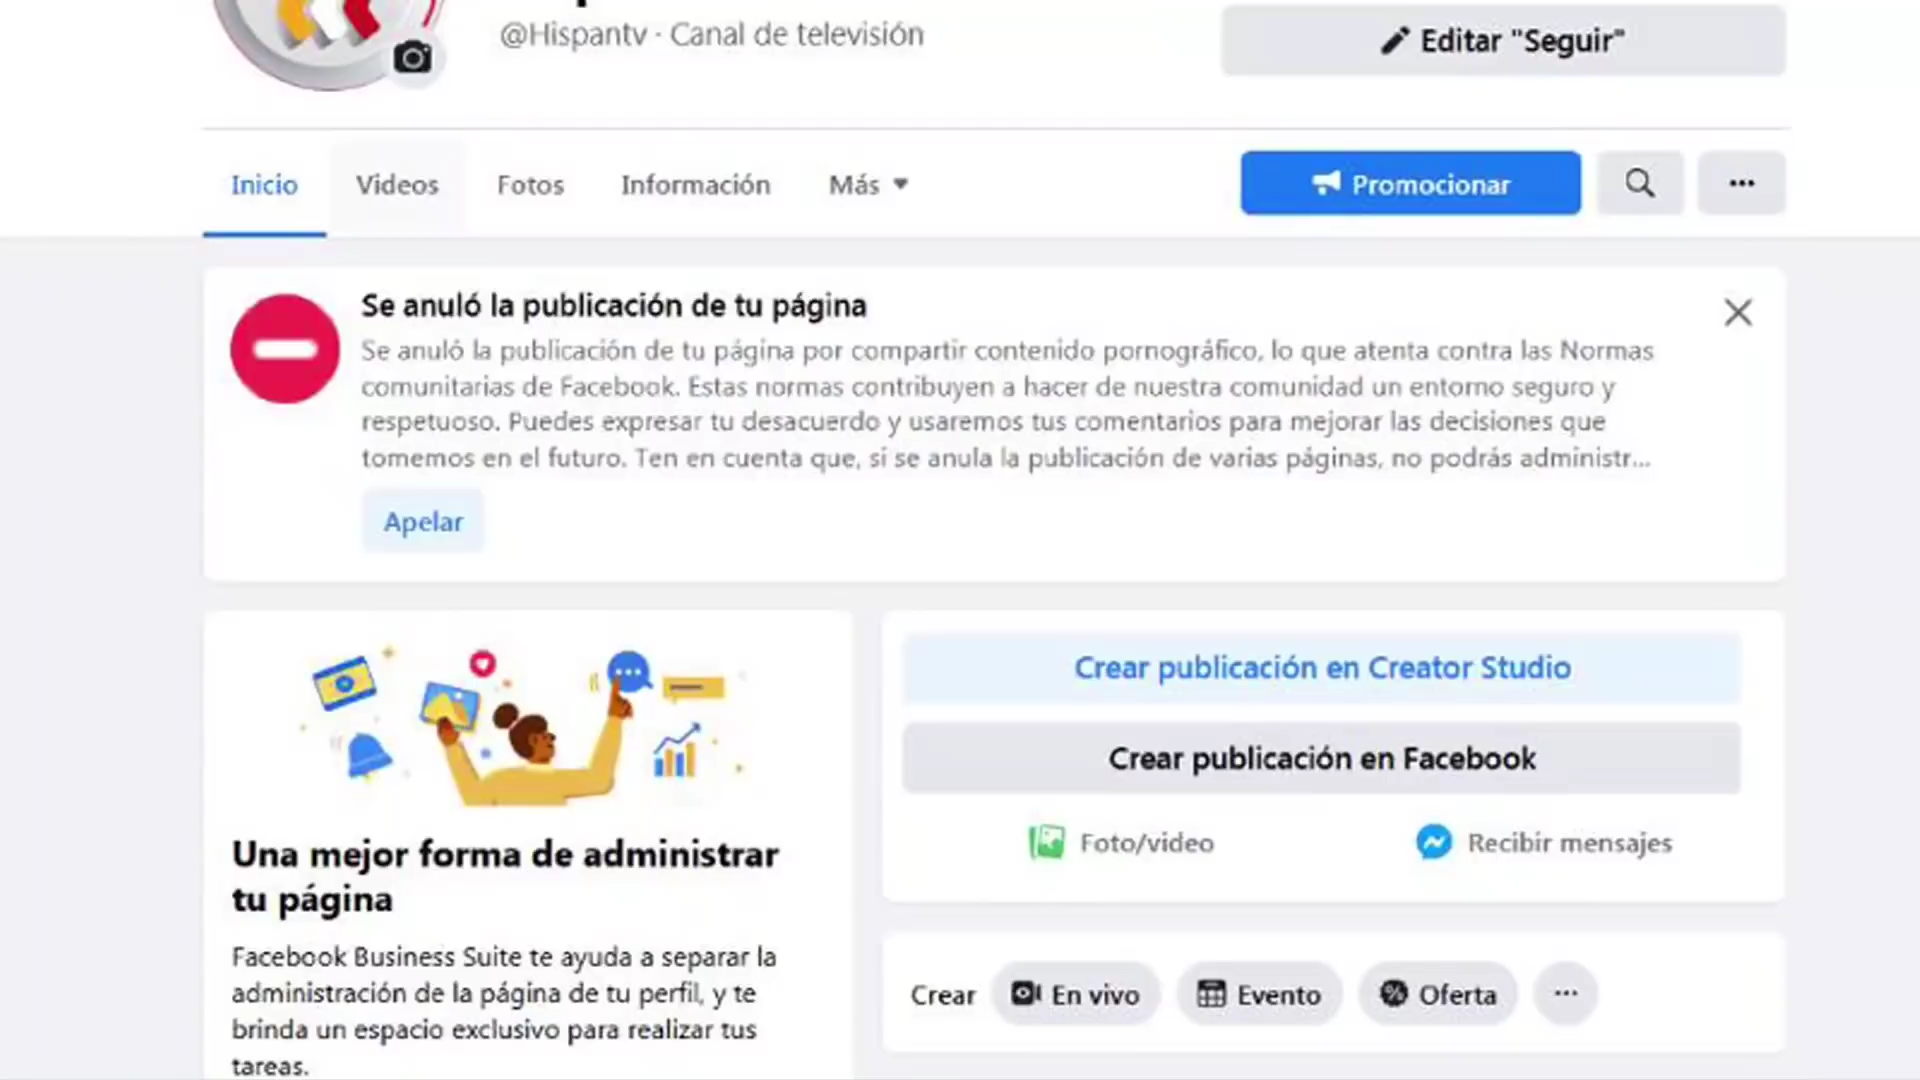 @Hispantv · Canal de televisión
Editar "Seguir"
Inicio
Videos
Fotos
Información
Más
Promocionar
Se anuló la publicación de tu página
Se anuló la publicación de tu página por compartir contenido pornográfico, lo que atenta contra las Normas
comunitarias de Facebook. Estas normas contribuyen a hacer de nuestra comunidad un entorno seguro y
respetuoso. Puedes expresar tu desacuerdo y usaremos tus comentarios para mejorar las decisiones que
tomemos en el futuro. Ten en cuenta que, si se anula la publicación de varias páginas, no podrás administr...
Apelar
Una mejor forma de administrar
tu página
Facebook Business Suite te ayuda a separar la
administración de la página de tu perfil, y te
brinda un espacio exclusivo para realizar tus
tareas.
Crear publicación en Creator Studio
Crear publicación en Facebook
Foto/video
Recibir mensajes
Crear
En vivo
Evento
Oferta